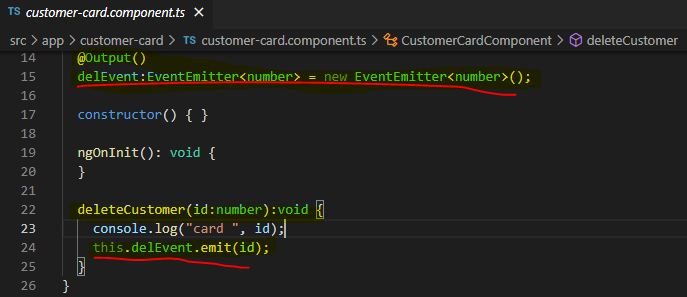 TS customer-card.component.ts ×
src > app > customer-card > TS customer-card.component.ts > CustomerCardComponent > deleteCustomer
14 @Output()
15 delEvent:EventEmitter<number> = new EventEmitter<number>();
16
17 constructor() { }
18
19 ngOnInit(): void {
20 }
21
22 deleteCustomer(id:number):void {
23 console.log("card ", id);
24 this.delEvent.emit(id);
25 }
26 }